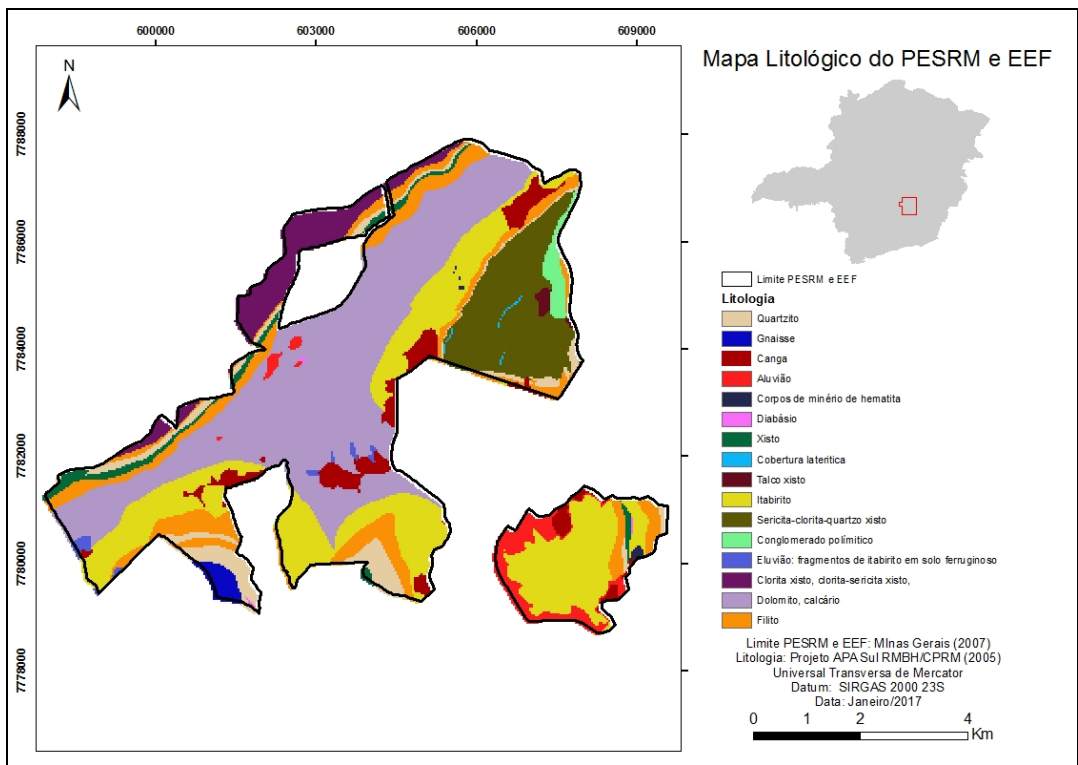 600000
603000
606000
609000
N
7788000
7786000
7784000
7782000
7780000
7778000
Mapa Litológico do PESRM e EEF
Limite PESRM e EEF
Litologia
Quartzito
Gnaisse
Canga
Aluvião
Corpos de minério de hematita
Diabásio
Xisto
Cobertura laterítica
Talco xisto
Itabirito
Sericita-clorita-quartzo xisto
Conglomerado polímitico
Eluvião: fragmentos de itabirito em solo ferruginoso
Clorita xisto, clorita-sericita xisto,
Dolomito, calcário
Filito
Limite PESRM e EEF: MInas Gerais (2007)
Litologia: Projeto APA Sul RMBH/CPRM (2005)
Universal Transversa de Mercator
Datum: SIRGAS 2000 23S
Data: Janeiro/2017
0 1 2 4
Km